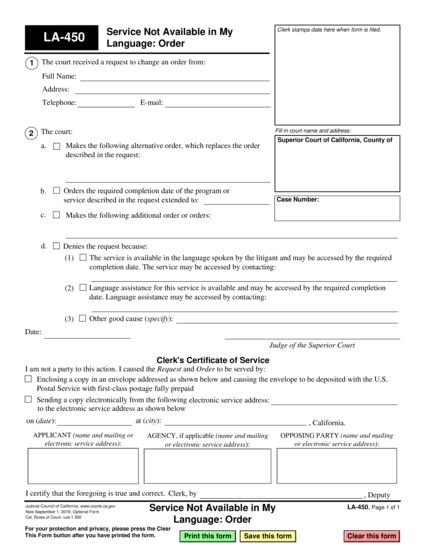 LA-450
Service Not Available in My
Language: Order
Clerk stamps date here when form is filed.
1 The court received a request to change an order from:
Full Name:
Address:
Telephone: E-mail:
Fill in court name and address:
Superior Court of California, County of
2 The court:
a. Makes the following alternative order, which replaces the order
described in the request:
b. Orders the required completion date of the program or
service described in the request extended to:
Case Number:
c. Makes the following additional order or orders:
d. Denies the request because:
(1) The service is available in the language spoken by the litigant and may be accessed by the required
completion date. The service may be accessed by contacting:
(2) Language assistance for this service is available and may be accessed by the required completion
date. Language assistance may be accessed by contacting:
(3) Other good cause (specify):
Date:
Judge of the Superior Court
Clerk's Certificate of Service
I am not a party to this action. I caused the Request and Order to be served by:
Enclosing a copy in an envelope addressed as shown below and causing the envelope to be deposited with the U.S.
Postal Service with first-class postage fully prepaid
Sending a copy electronically from the following electronic service address:
to the electronic service address as shown below
on (date): at (city): , California.
APPLICANT (name and mailing or
electronic service address):
AGENCY, if applicable (name and mailing
or electronic service address):
OPPOSING PARTY (name and mailing
or electronic service address):
I certify that the foregoing is true and correct. Clerk, by , Deputy
Judicial Council of California, www.courts.ca.gov
New September 1, 2019, Optional Form
Cal. Rules of Court, rule 1.300
Service Not Available in My
Language: Order
LA-450, Page 1 of 1
For your protection and privacy, please press the Clear
This Form button after you have printed the form.
Print this form
Save this form
Clear this form